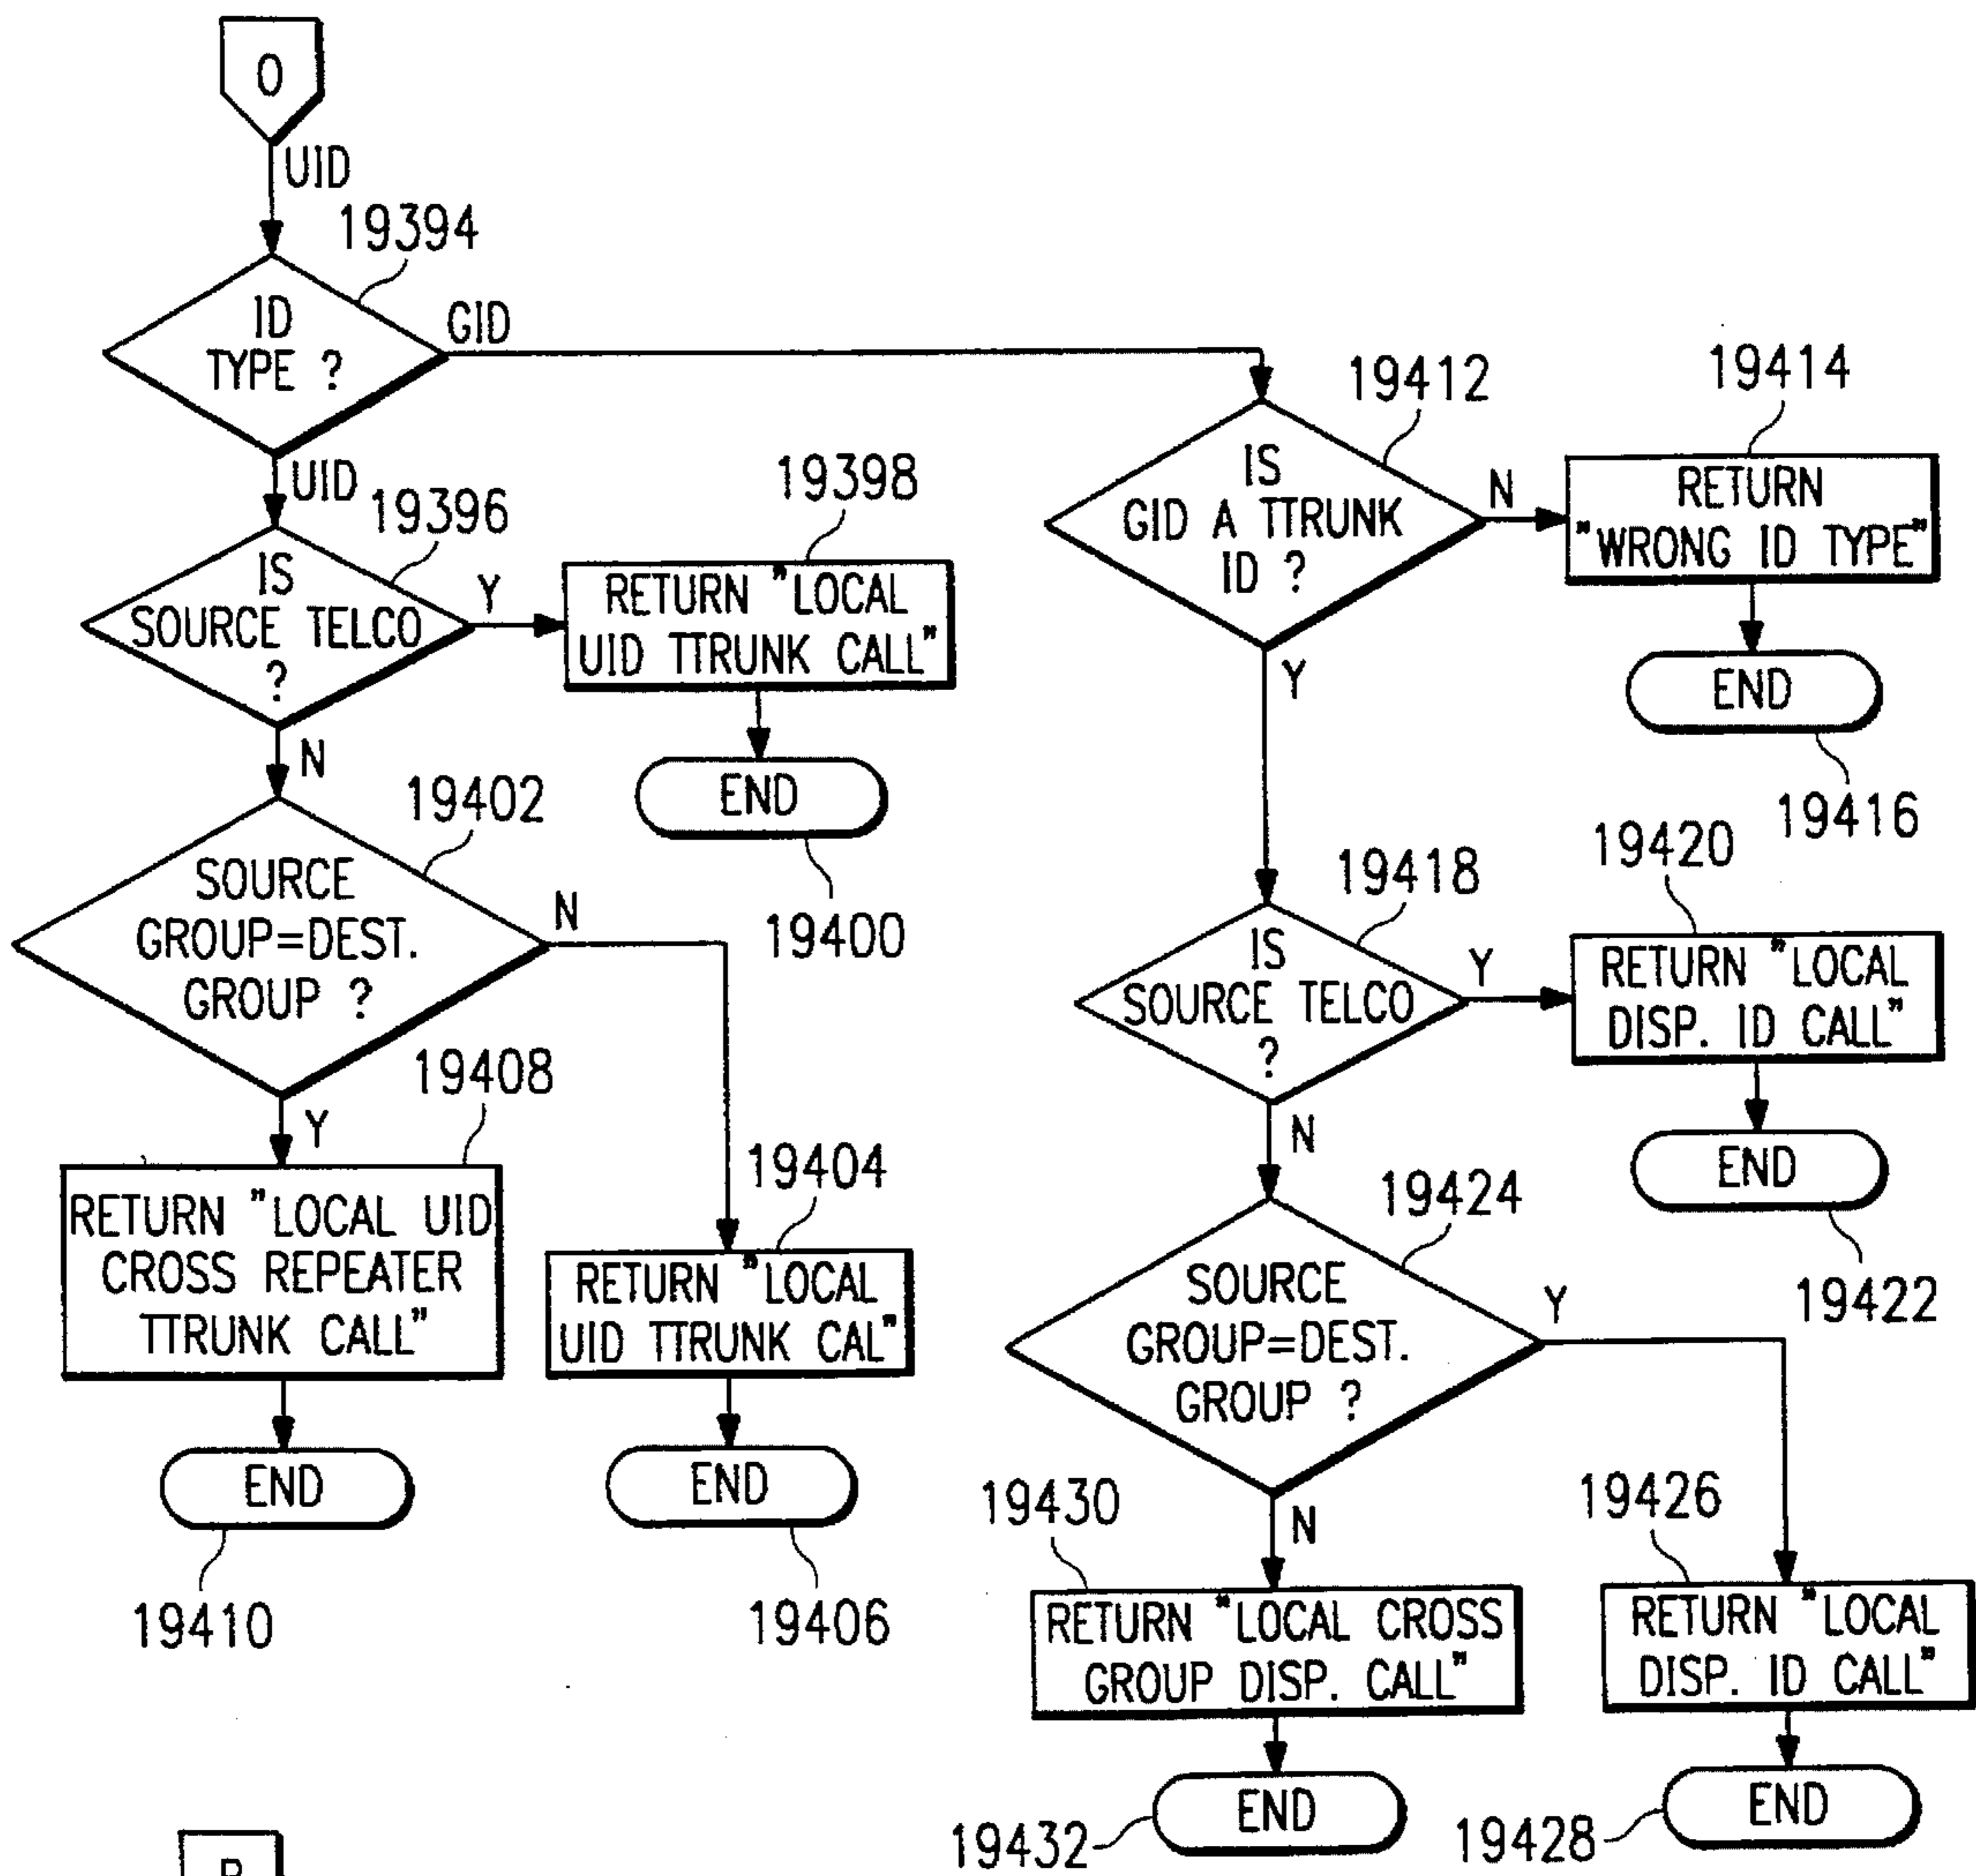 O
UID
19394
ID
TYPE ?
GID
UID
19396
IS
SOURCE TELCO
?
Y
19398
RETURN "LOCAL
UID TTRUNK CALL"
END
19400
N
19402
SOURCE
GROUP=DEST.
GROUP ?
N
Y
19408
RETURN "LOCAL UID
CROSS REPEATER
TTRUNK CALL"
END
19410
19404
RETURN "LOCAL
UID TTRUNK CAL"
END
19406
19412
IS
GID A TTRUNK
ID ?
N
19414
RETURN
"WRONG ID TYPE"
END
19416
Y
19418
IS
SOURCE TELCO
?
Y
19420
RETURN "LOCAL
DISP. ID CALL"
END
19422
N
19424
SOURCE
GROUP=DEST.
GROUP ?
Y
N
19430
RETURN "LOCAL CROSS
GROUP DISP. CALL"
END
19432
19426
RETURN "LOCAL
DISP. ID CALL"
END
19428